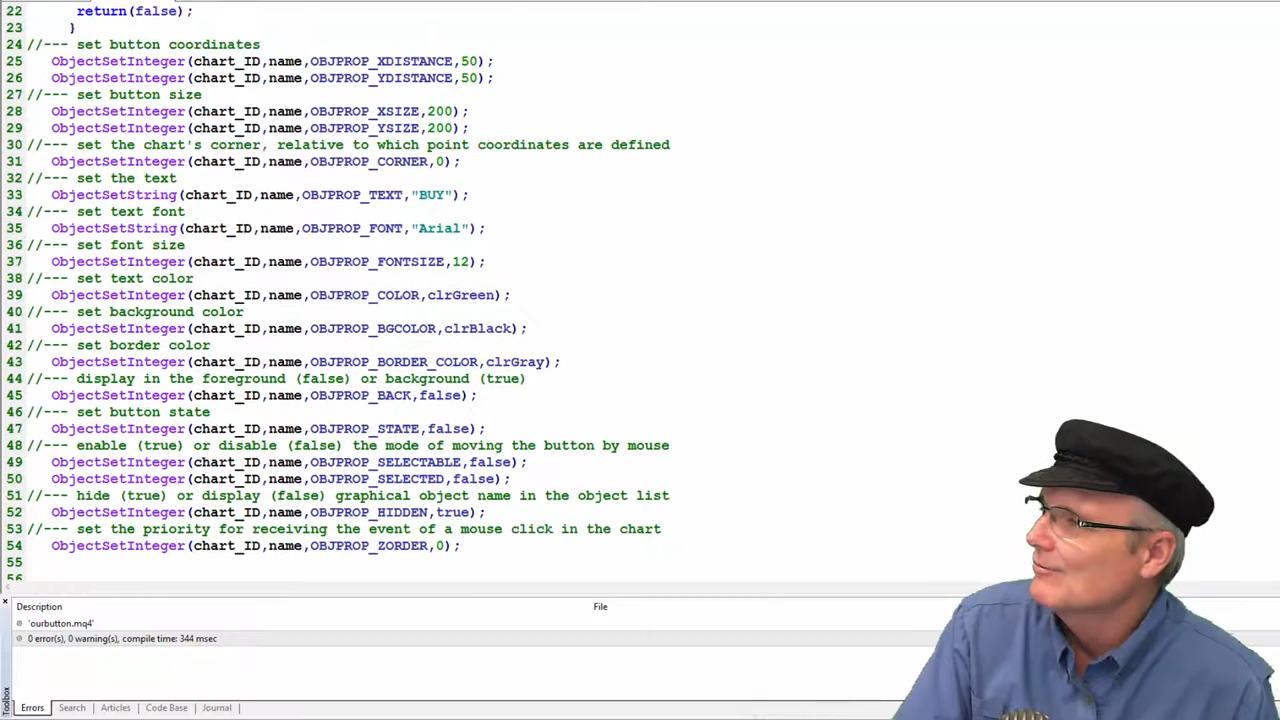 22 return(false);
23 }
24 //--- set button coordinates
25 ObjectSetInteger(chart_ID,name,OBJPROP_XDISTANCE,50);
26 ObjectSetInteger(chart_ID,name,OBJPROP_YDISTANCE,50);
27 //--- set button size
28 ObjectSetInteger(chart_ID,name,OBJPROP_XSIZE,200);
29 ObjectSetInteger(chart_ID,name,OBJPROP_YSIZE,200);
30 //--- set the chart's corner, relative to which point coordinates are defined
31 ObjectSetInteger(chart_ID,name,OBJPROP_CORNER,0);
32 //--- set the text
33 ObjectSetString(chart_ID,name,OBJPROP_TEXT,"BUY");
34 //--- set text font
35 ObjectSetString(chart_ID,name,OBJPROP_FONT,"Arial");
36 //--- set font size
37 ObjectSetInteger(chart_ID,name,OBJPROP_FONTSIZE,12);
38 //--- set text color
39 ObjectSetInteger(chart_ID,name,OBJPROP_COLOR,clrGreen);
40 //--- set background color
41 ObjectSetInteger(chart_ID,name,OBJPROP_BGCOLOR,clrBlack);
42 //--- set border color
43 ObjectSetInteger(chart_ID,name,OBJPROP_BORDER_COLOR,clrGray);
44 //--- display in the foreground (false) or background (true)
45 ObjectSetInteger(chart_ID,name,OBJPROP_BACK,false);
46 //--- set button state
47 ObjectSetInteger(chart_ID,name,OBJPROP_STATE,false);
48 //--- enable (true) or disable (false) the mode of moving the button by mouse
49 ObjectSetInteger(chart_ID,name,OBJPROP_SELECTABLE,false);
50 ObjectSetInteger(chart_ID,name,OBJPROP_SELECTED,false);
51 //--- hide (true) or display (false) graphical object name in the object list
52 ObjectSetInteger(chart_ID,name,OBJPROP_HIDDEN,true);
53 //--- set the priority for receiving the event of a mouse click in the chart
54 ObjectSetInteger(chart_ID,name,OBJPROP_ZORDER,0);
55
56
Description File
'ourbutton.mq4'
0 error(s), 0 warning(s), compile time: 344 msec
Toolbox
Errors Search Articles Code Base Journal